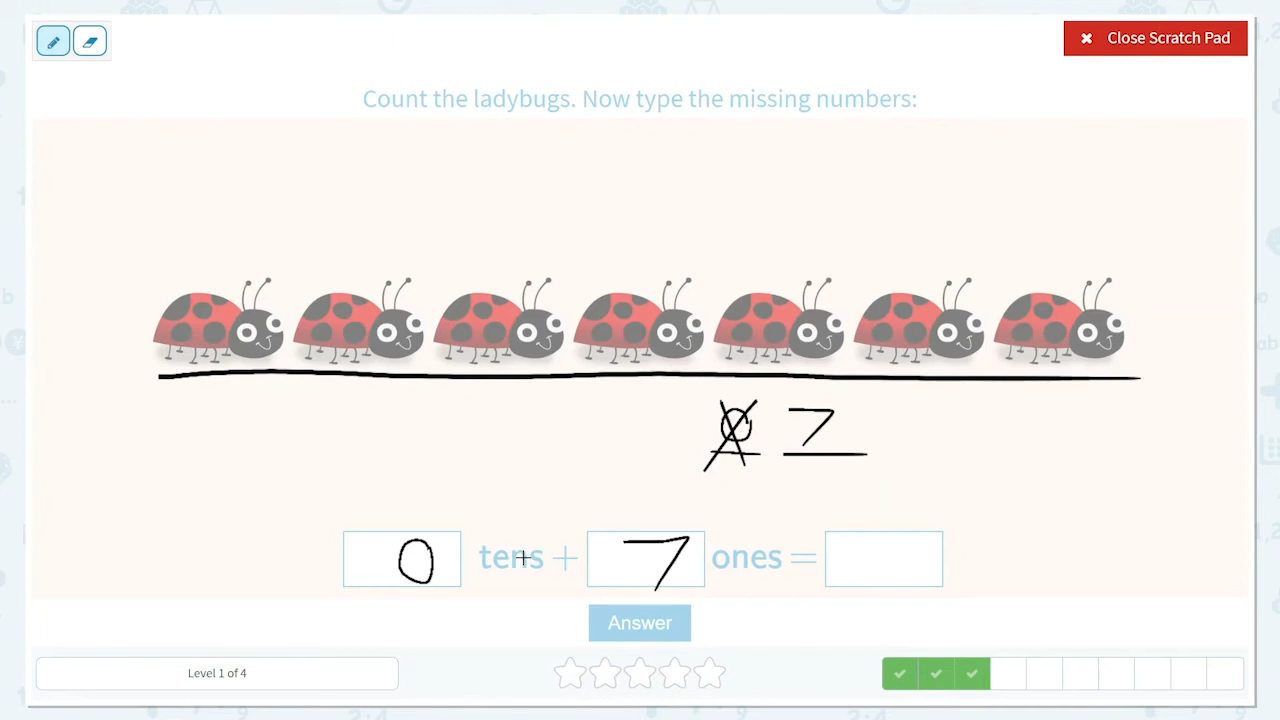 Close Scratch Pad
Count the ladybugs. Now type the missing numbers:
0 7
0 tens + 7 ones =
Answer
Level 1 of 4